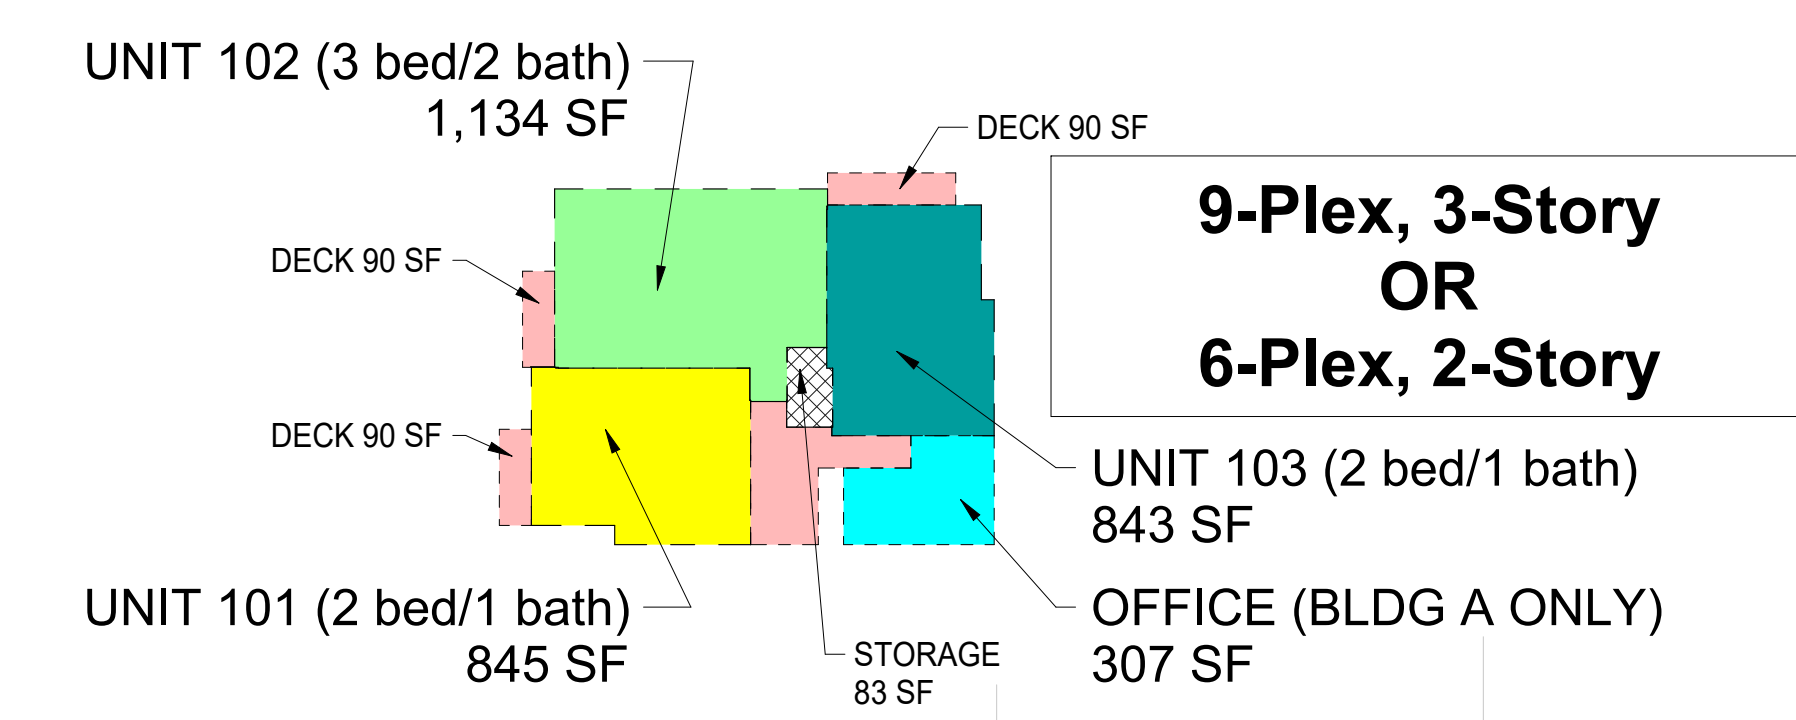 UNIT 102 (3 bed/2 bath)
1,134 SF
DECK 90 SF
9-Plex, 3-Story
OR
6-Plex, 2-Story
DECK 90 SF
DECK 90 SF
UNIT 103 (2 bed/1 bath)
843 SF
UNIT 101 (2 bed/1 bath)
845 SF
OFFICE (BLDG A ONLY)
307 SF
STORAGE
83 SF